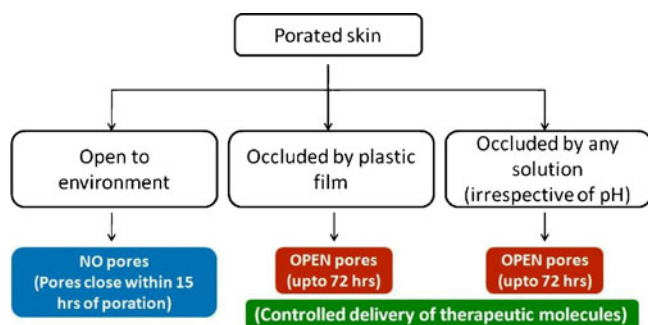 Porated skin
Open to
environment
Occluded by plastic
film
Occluded by any
solution
(irrespective of pH)
NO pores
(Pores close within 15
hrs of poration)
OPEN pores
(upto 72 hrs)
OPEN pores
(upto 72 hrs)
(Controlled delivery of therapeutic molecules)